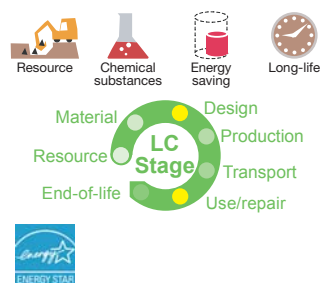 Resource
Chemical
substances
Energy
saving
Long-life
Material
Design
Production
Resource
LC
Stage
Transport
End-of-life
Use/repair
energy
ENERGY STAR